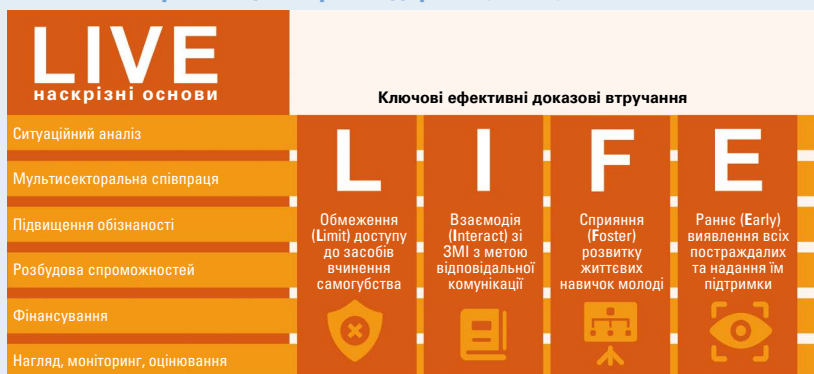 LIVE
наскрізні основи
Ключові ефективні доказові втручання
Ситуаційний аналіз
Мультисекторальна співпраця
Підвищення обізнаності
Розбудова спроможностей
Фінансування
Нагляд, моніторинг, оцінювання
L
Обмеження
(Limit) доступу
до засобів
вчинення
самогубства
I
Взаємодія
(Interact) зі
ЗМІ з метою
відповідальної
комунікації
F
Сприяння
(Foster)
розвитку
життєвих
навичок молоді
E
Раннє (Early)
виявлення всіх
постраждалих
та надання їм
підтримки